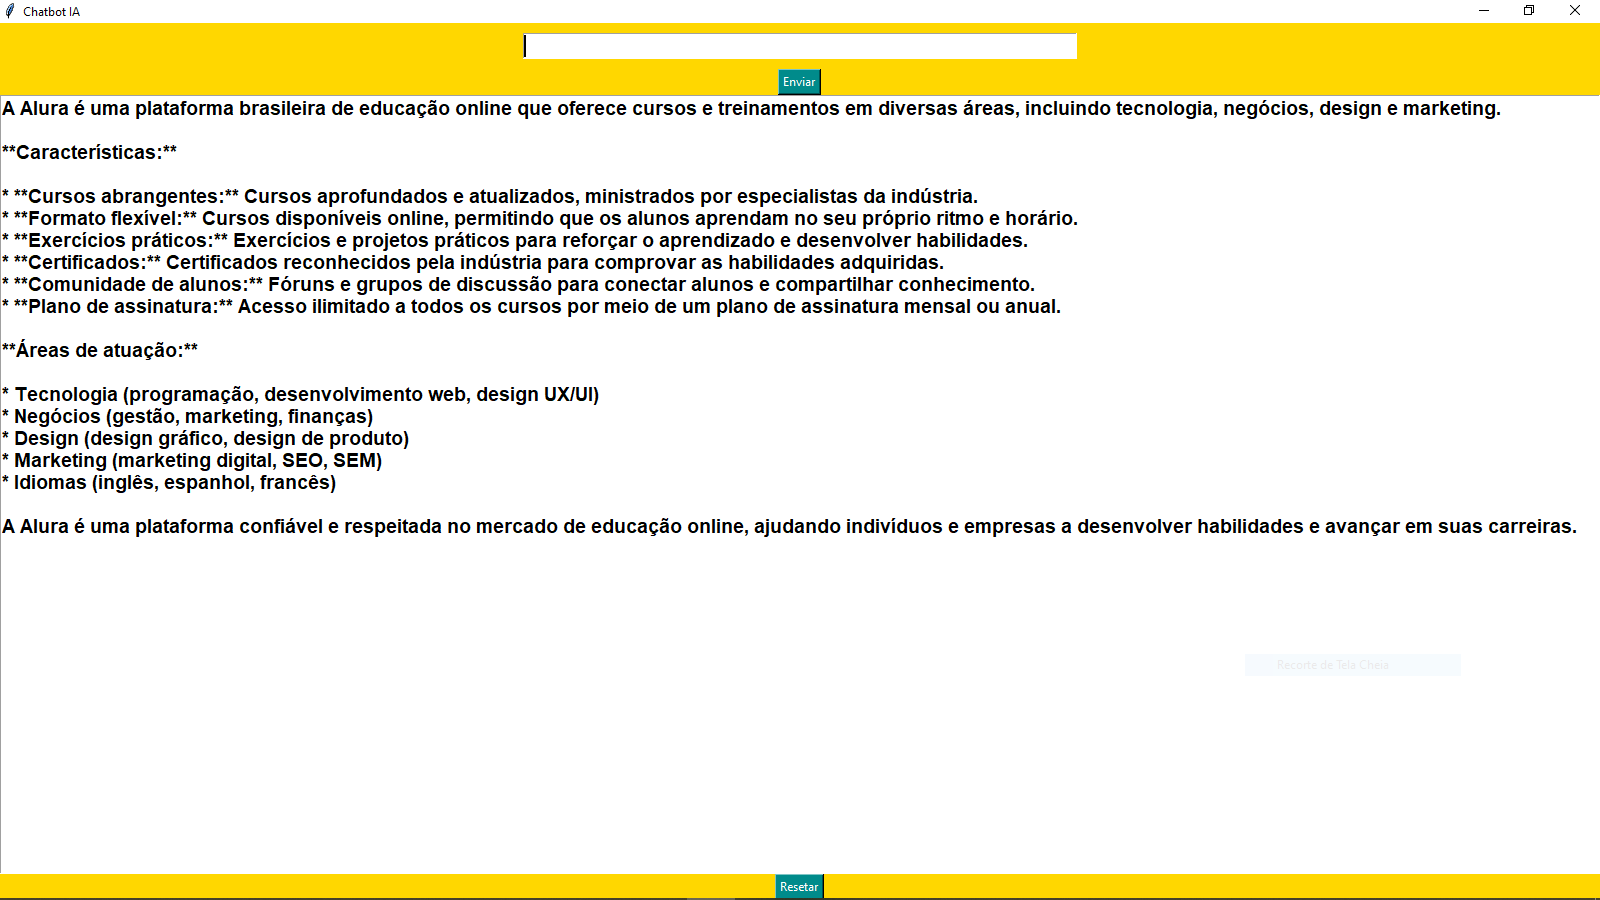 Chatbot IA
Enviar
A Alura é uma plataforma brasileira de educação online que oferece cursos e treinamentos em diversas áreas, incluindo tecnologia, negócios, design e marketing.
**Características:**
* **Cursos abrangentes:** Cursos aprofundados e atualizados, ministrados por especialistas da indústria.
* **Formato flexível:** Cursos disponíveis online, permitindo que os alunos aprendam no seu próprio ritmo e horário.
* **Exercícios práticos:** Exercícios e projetos práticos para reforçar o aprendizado e desenvolver habilidades.
* **Certificados:** Certificados reconhecidos pela indústria para comprovar as habilidades adquiridas.
* **Comunidade de alunos:** Fóruns e grupos de discussão para conectar alunos e compartilhar conhecimento.
* **Plano de assinatura:** Acesso ilimitado a todos os cursos por meio de um plano de assinatura mensal ou anual.
**Áreas de atuação:**
* Tecnologia (programação, desenvolvimento web, design UX/UI)
* Negócios (gestão, marketing, finanças)
* Design (design gráfico, design de produto)
* Marketing (marketing digital, SEO, SEM)
* Idiomas (inglês, espanhol, francês)
A Alura é uma plataforma confiável e respeitada no mercado de educação online, ajudando indivíduos e empresas a desenvolver habilidades e avançar em suas carreiras.
Recorte de Tela Cheia
Resetar